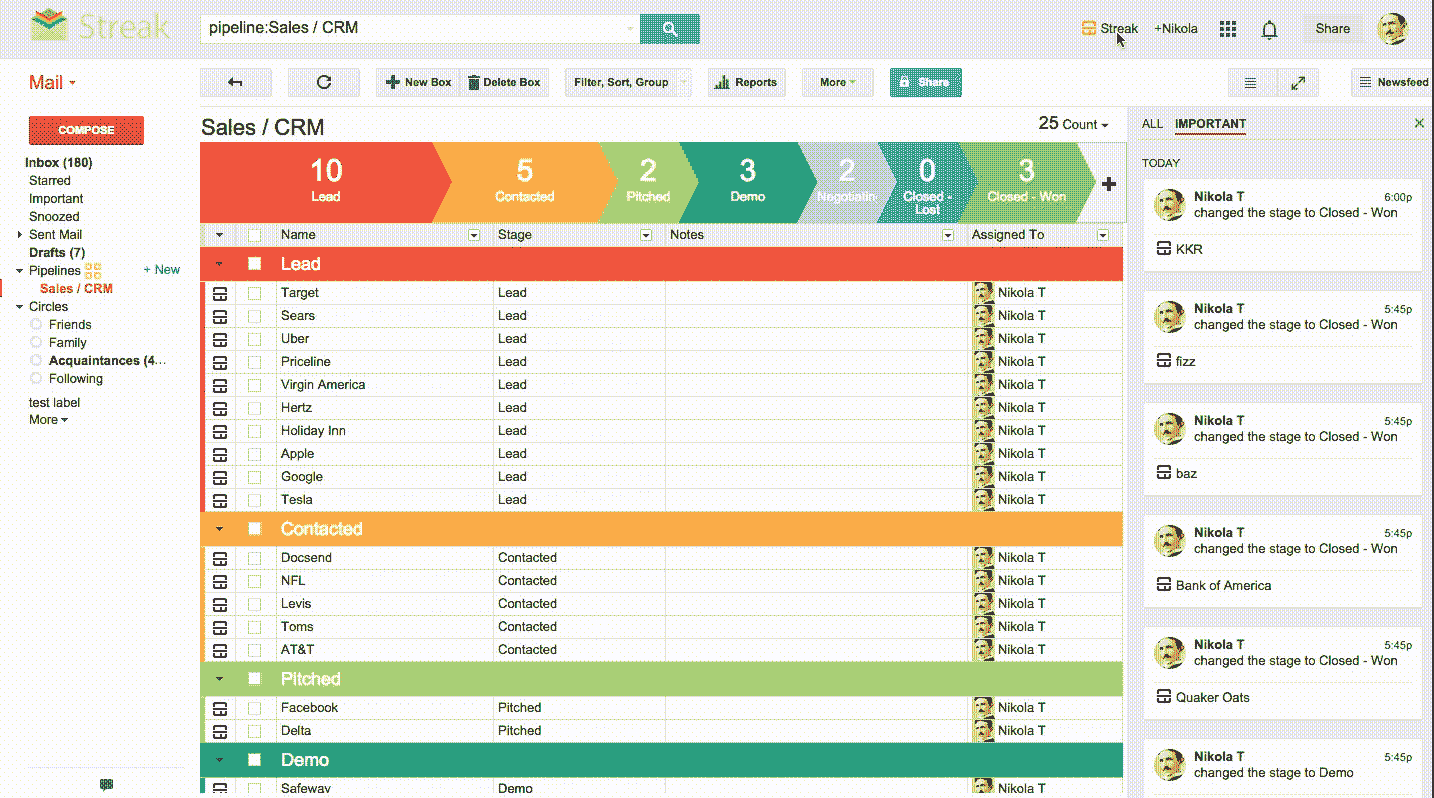 Streak
pipeline:Sales / CRM
Streak +Nikola Share
Mail
New Box Delete Box Filter, Sort, Group Reports More Share Newsfeed
COMPOSE
Inbox (180)
Starred
Important
Snoozed
Sent Mail
Drafts (7)
Pipelines + New
Sales / CRM
Circles
Friends
Family
Acquaintances (4...
Following
test label
More
Sales / CRM 25 Count
10 5 2 3 2 0 3
Lead Contacted Pitched Demo Negotiatin Closed - Lost Closed - Won
Name Stage Notes Assigned To
Lead
Target Lead Nikola T
Sears Lead Nikola T
Uber Lead Nikola T
Priceline Lead Nikola T
Virgin America Lead Nikola T
Hertz Lead Nikola T
Holiday Inn Lead Nikola T
Apple Lead Nikola T
Google Lead Nikola T
Tesla Lead Nikola T
Contacted
Docsend Contacted Nikola T
NFL Contacted Nikola T
Levis Contacted Nikola T
Toms Contacted Nikola T
AT&T Contacted Nikola T
Pitched
Facebook Pitched Nikola T
Delta Pitched Nikola T
Demo
Safeway Demo Nikola T
ALL IMPORTANT
TODAY
Nikola T 6:00p
changed the stage to Closed - Won
KKR
Nikola T 5:45p
changed the stage to Closed - Won
fizz
Nikola T 5:45p
changed the stage to Closed - Won
baz
Nikola T 5:45p
changed the stage to Closed - Won
Bank of America
Nikola T 5:45p
changed the stage to Closed - Won
Quaker Oats
Nikola T 5:45p
changed the stage to Demo